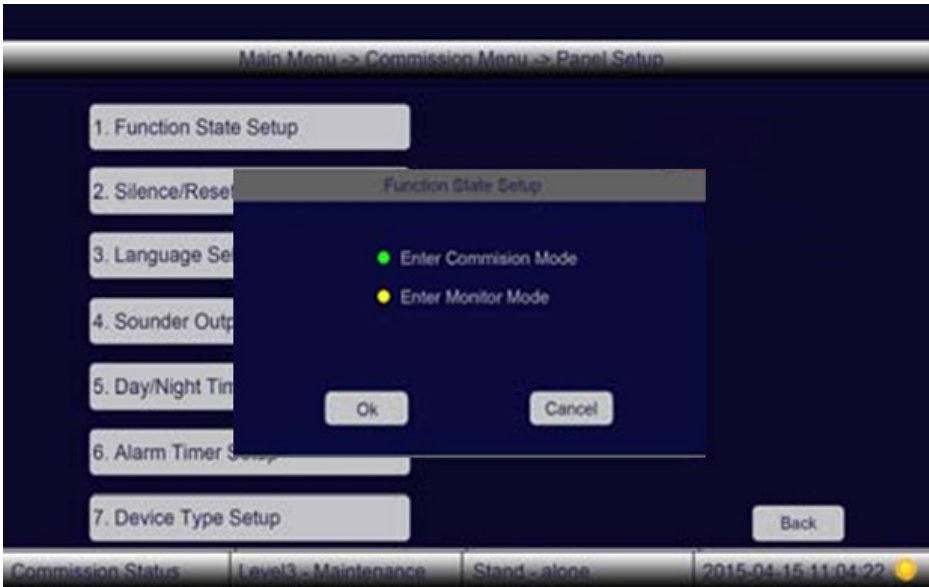 Main Menu -> Commission Menu -> Panel Setup
1. Function State Setup
2. Silence/Reset
3. Language Se
4. Sounder Outp
5. Day/Night Tim
6. Alarm Timer Setup
7. Device Type Setup
Function State Setup
Enter Commision Mode
Enter Monitor Mode
Ok
Cancel
Back
Commission Status
Level3 - Maintenance
Stand - alone
2015-04-15 11:04:22